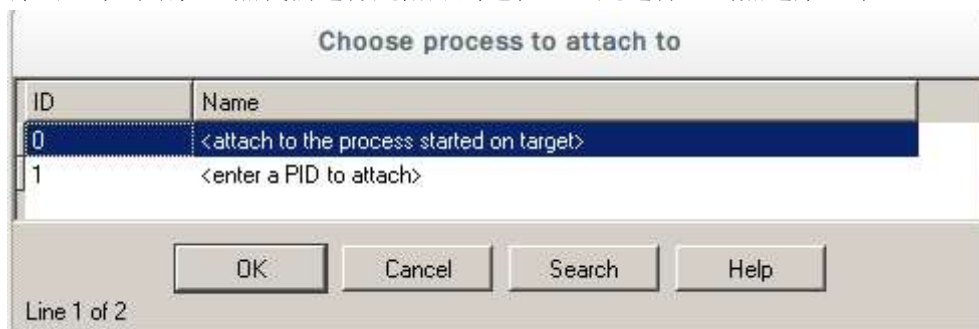 Choose process to attach to
ID Name
0 <attach to the process started on target>
1 <enter a PID to attach>
OK Cancel Search Help
Line 1 of 2